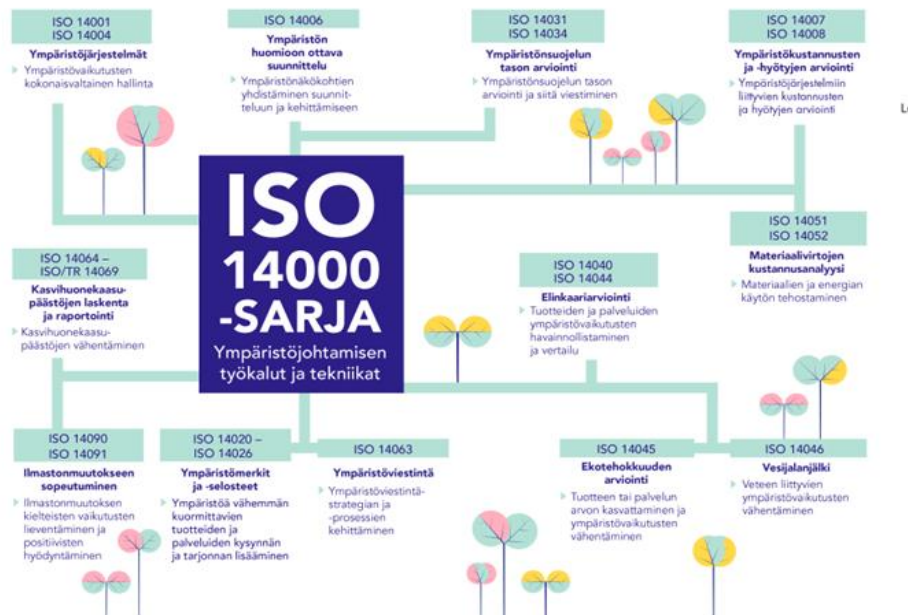 ISO 14001
ISO 14004
Ympäristöjärjestelmät
Ympäristövaikutusten
kokonaisvaltainen hallinta
ISO 14006
Ympäristön
huomioon ottava
suunnittelu
Ympäristönäkökohtien
yhdistäminen suunnit-
teluun ja kehittämiseen
ISO 14031
ISO 14034
Ympäristönsuojelun
tason arviointi
Ympäristönsuojelun tason
arviointi ja siitä viestiminen
ISO 14007
ISO 14008
Ympäristökustannusten
ja -hyötyjen arviointi
Ympäristöjärjestelmiin
liittyvien kustannusten
ja hyötyjen arviointi
ISO
14000
-SARJA
Ympäristöjohtamisen
työkalut ja tekniikat
ISO 14064 –
ISO/TR 14069
Kasvihuonekaasu-
päästöjen laskenta
ja raportointi
Kasvihuonekaasu-
päästöjen vähentäminen
ISO 14040
ISO 14044
Elinkaariarviointi
Tuotteiden ja palveluiden
ympäristövaikutusten
havainnollistaminen
ja vertailu
ISO 14051
ISO 14052
Materiaalivirtojen
kustannusanalyysi
Materiaalien ja energian
käytön tehostaminen
ISO 14090
ISO 14091
Ilmastonmuutokseen
sopeutuminen
Ilmastonmuutoksen
kielteisten vaikutusten
lieventäminen ja
positiivisten
hyödyntäminen
ISO 14020 –
ISO 14026
Ympäristömerkit
ja -selosteet
Ympäristöä vähemmän
kuormittavien
tuotteiden ja
palveluiden kysynnän
ja tarjonnan lisääminen
ISO 14063
Ympäristöviestintä
Ympäristöviestintä-
strategian ja
-prosessien
kehittäminen
ISO 14045
Ekotehokkuuden
arviointi
Tuotteen tai palvelun
arvon kasvattaminen ja
ympäristövaikutusten
vähentäminen
ISO 14046
Vesijalanjälki
Veteen liittyvien
ympäristövaikutusten
vähentäminen